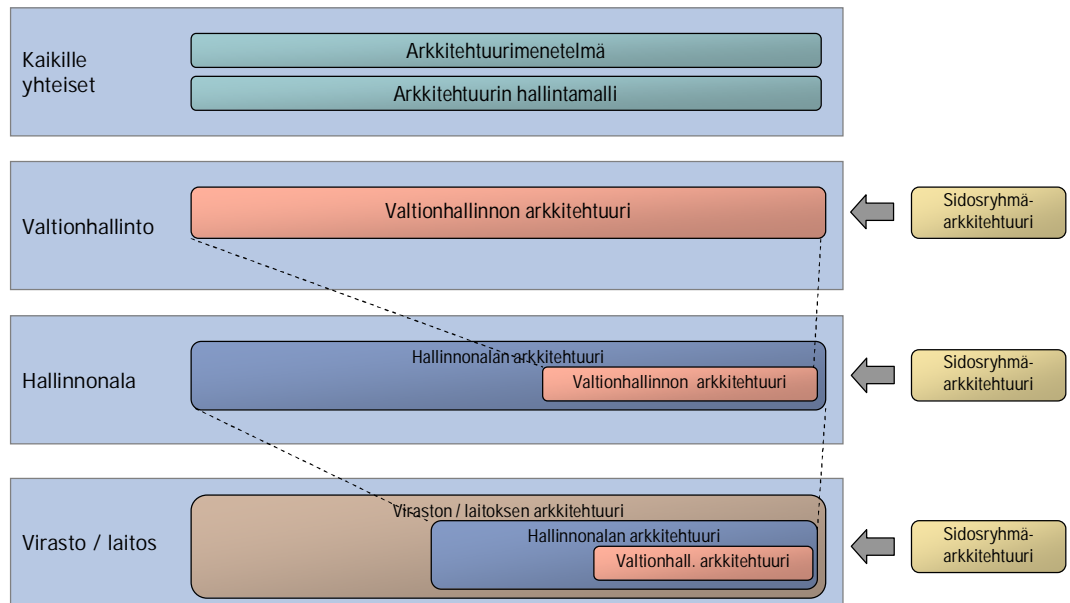 Kaikille
yhteiset
Arkkitehtuurimenetelmä
Arkkitehtuurin hallintamalli
Valtionhallinto
Valtionhallinnon arkkitehtuuri
Sidosryhmä-
arkkitehtuuri
Hallinnonala
Hallinnonalan arkkitehtuuri
Valtionhallinnon arkkitehtuuri
Sidosryhmä-
arkkitehtuuri
Virasto / laitos
Viraston / laitoksen arkkitehtuuri
Hallinnonalan arkkitehtuuri
Valtionhall. arkkitehtuuri
Sidosryhmä-
arkkitehtuuri